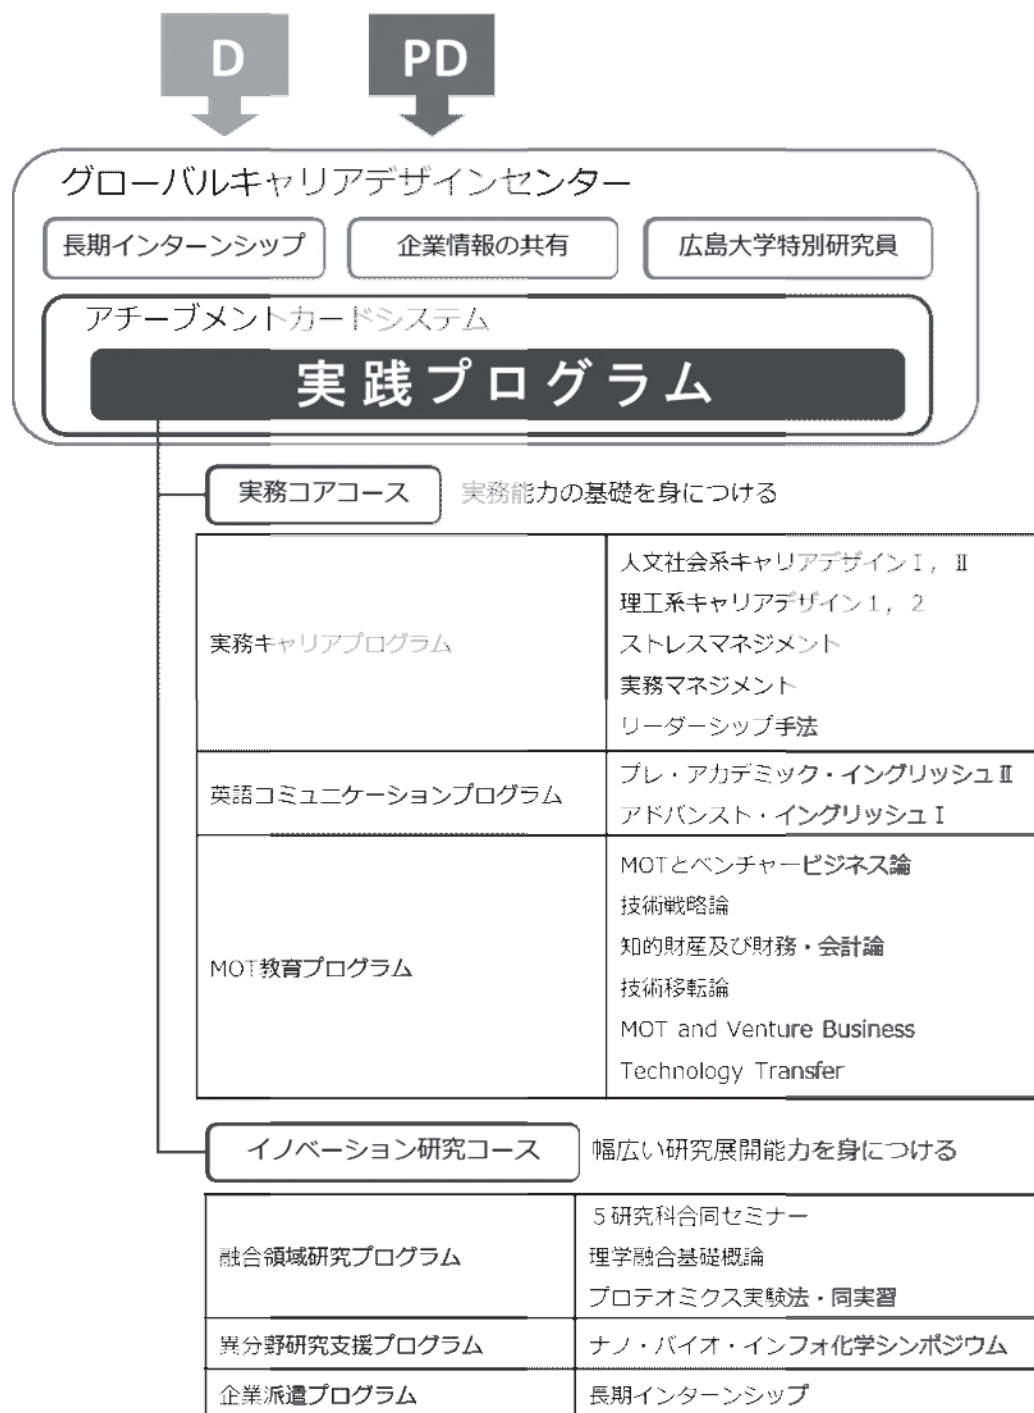 D PD
グローバルキャリアデザインセンター
長期インターンシップ 企業情報の共有 広島大学特別研究員
アチーブメントカードシステム
実践プログラム
実務コアコース 実務能力の基礎を身につける
人文社会系キャリアデザインⅠ，Ⅱ
理工系キャリアデザイン１，２
実務キャリアプログラム ストレスマネジメント
実務マネジメント
リーダーシップ手法
英語コミュニケーションプログラム プレ・アカデミック・イングリッシュⅡ
アドバンスト・イングリッシュⅠ
MOTとベンチャービジネス論
技術戦略論
知的財産及び財務・会計論
MOT教育プログラム 技術移転論
MOT and Venture Business
Technology Transfer
イノベーション研究コース 幅広い研究展開能力を身につける
５研究科合同セミナー
融合領域研究プログラム 理学融合基礎概論
プロテオミクス実験法・同実習
異分野研究支援プログラム ナノ・バイオ・インフォ化学シンポジウム
企業派遣プログラム 長期インターンシップ